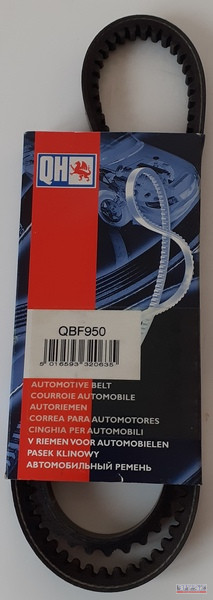 QH
QBF950
5 016593 320635
AUTOMOTIVE BELT
COURROIE AUTOMOBILE
AUTORIEMEN
CORREA PARA AUTOMOTORES
CINGHIA PER AUTOMOBILI
V RIEMEN VOOR AUTOMOBIELEN
PASEK KLINOWY
АВТОМОБИЛЬНЫЙ РЕМЕНЬ